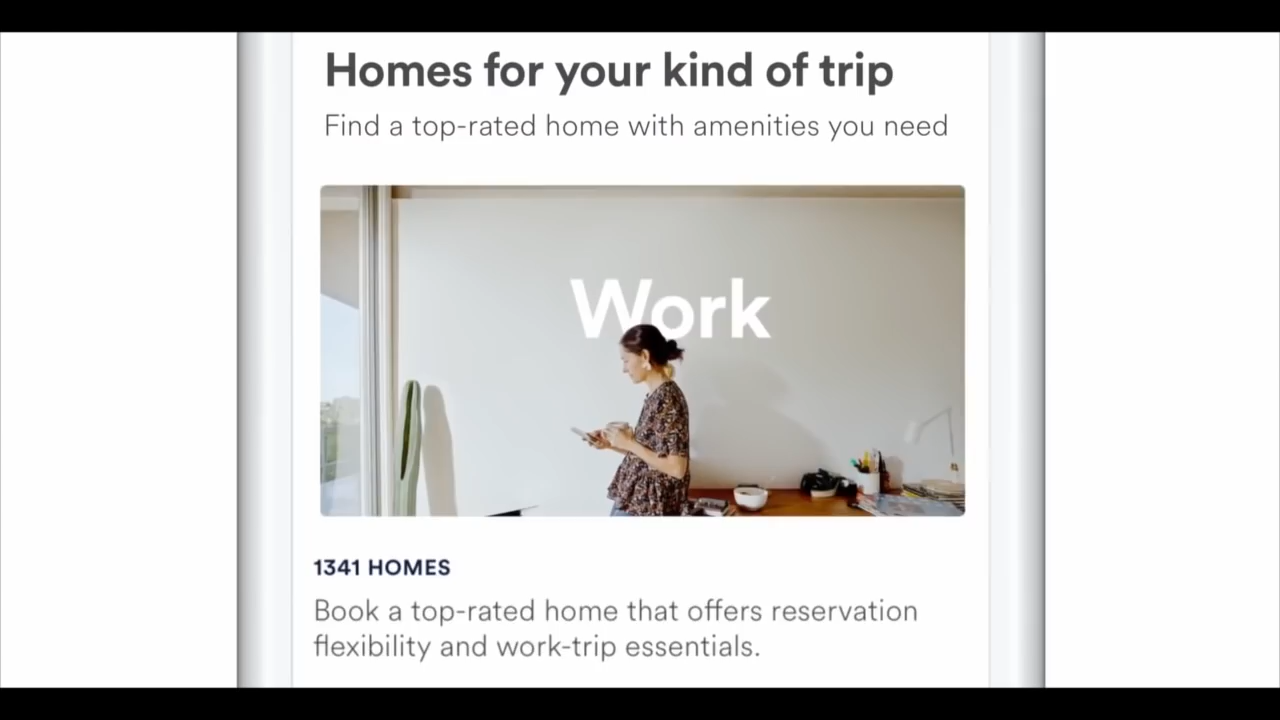 Homes for your kind of trip
Find a top-rated home with amenities you need
Work
1341 HOMES
Book a top-rated home that offers reservation
flexibility and work-trip essentials.